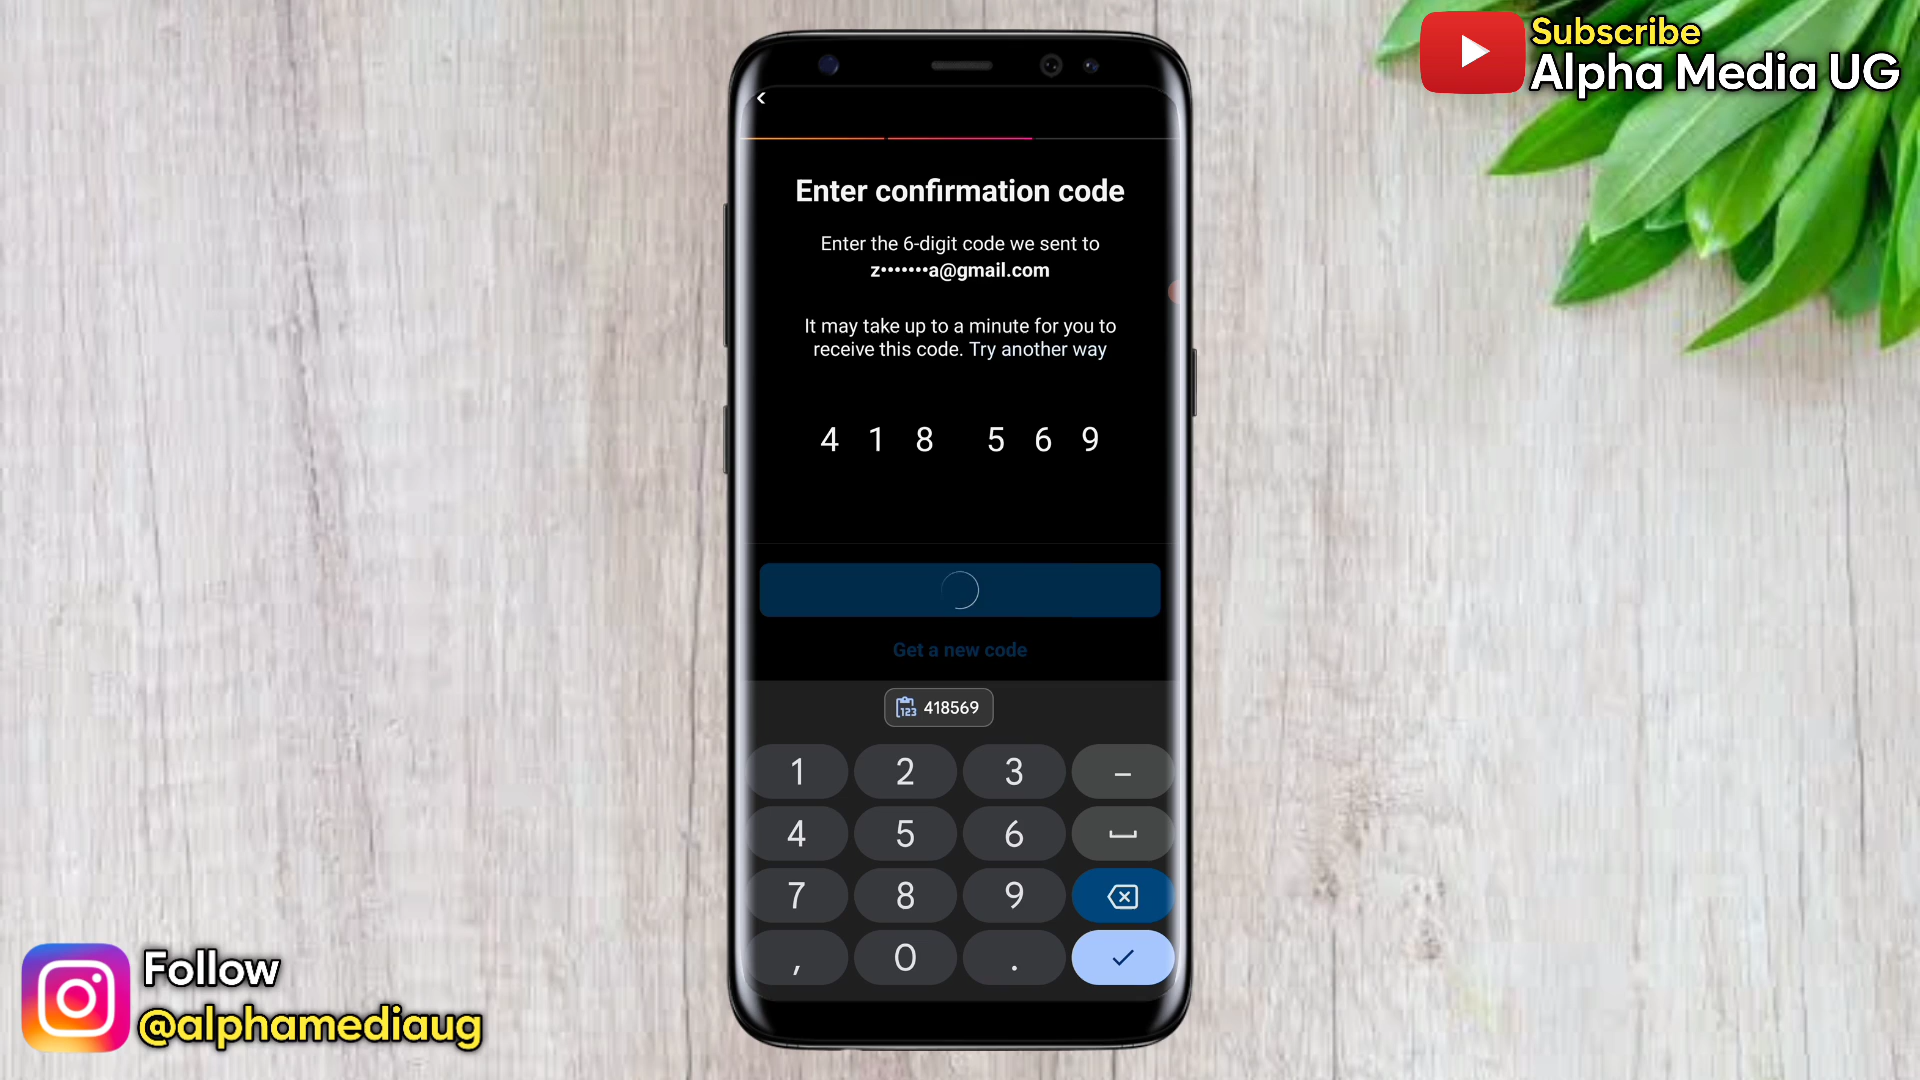 Subscribe
Alpha Media UG
Enter confirmation code
Enter the 6-digit code we sent to
z•••••••a@gmail.com
It may take up to a minute for you to
receive this code. Try another way
4 1 8 5 6 9
Get a new code
123 418569
1 2 3 –
4 5 6
7 8 9
, 0 .
Follow
@alphamediaug